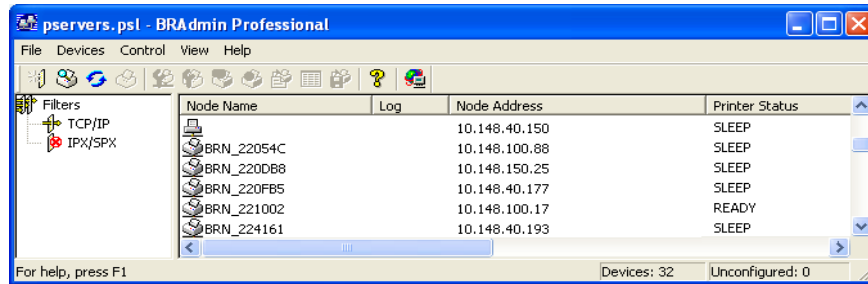 pservers.psl - BRAdmin Professional
File Devices Control View Help
Filters
TCP/IP
IPX/SPX
Node Name Log Node Address Printer Status
10.148.40.150 SLEEP
BRN_22054C 10.148.100.88 SLEEP
BRN_220DB8 10.148.150.25 SLEEP
BRN_220FB5 10.148.40.177 SLEEP
BRN_221002 10.148.100.17 READY
BRN_224161 10.148.40.193 SLEEP
For help, press F1 Devices: 32 Unconfigured: 0